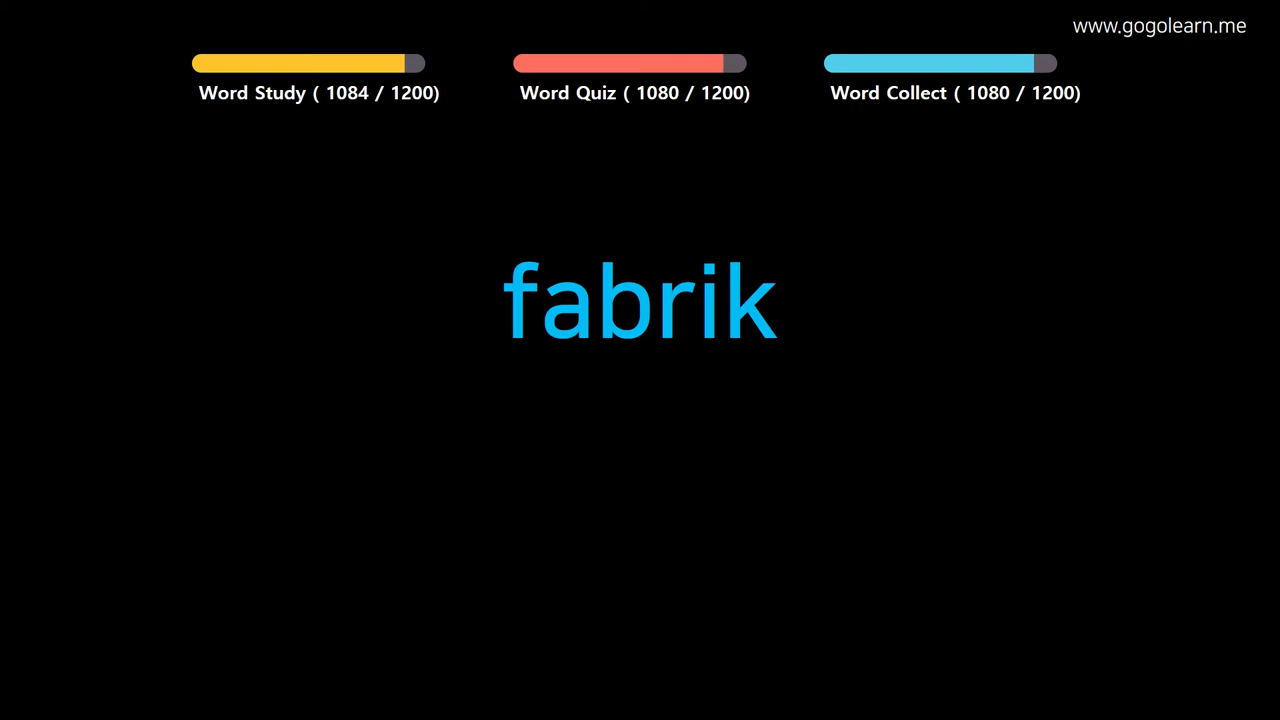 www.gogolearn.me
Word Study ( 1084 / 1200)
Word Quiz ( 1080 / 1200)
Word Collect ( 1080 / 1200)
fabrik